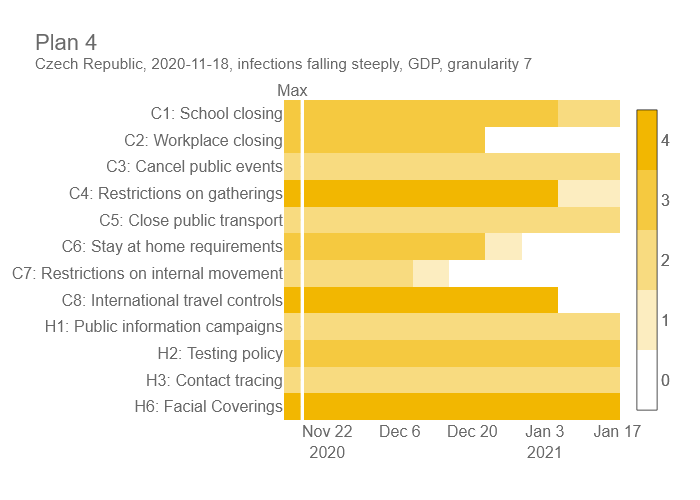 Plan 4
Czech Republic, 2020-11-18, infections falling steeply, GDP, granularity 7
Max
C1: School closing
C2: Workplace closing
C3: Cancel public events
C4: Restrictions on gatherings
C5: Close public transport
C6: Stay at home requirements
C7: Restrictions on internal movement
C8: International travel controls
H1: Public information campaigns
H2: Testing policy
H3: Contact tracing
H6: Facial Coverings
4
3
2
1
0
Nov 22 Dec 6 Dec 20 Jan 3 Jan 17
2020 2021